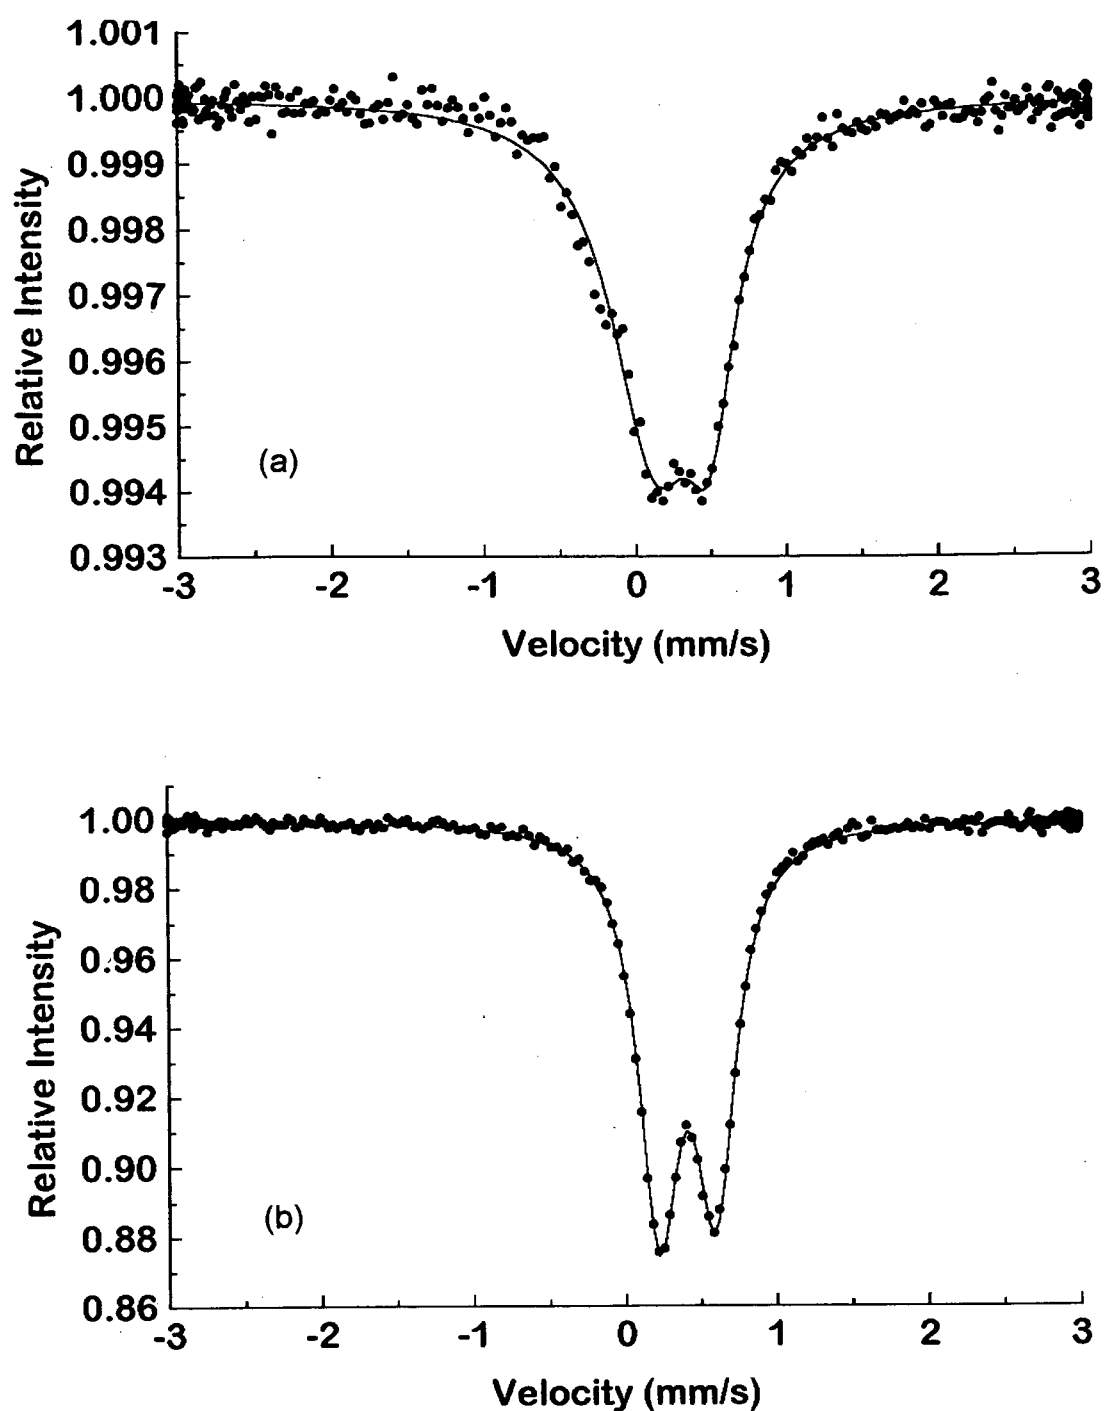 1.001
1.000
0.999
0.998
0.997
0.996
0.995
0.994
0.993
Relative Intensity
(a)
-3 -2 -1 0 1 2 3
Velocity (mm/s)
1.00
0.98
0.96
0.94
0.92
0.90
0.88
0.86
Relative Intensity
(b)
-3 -2 -1 0 1 2 3
Velocity (mm/s)